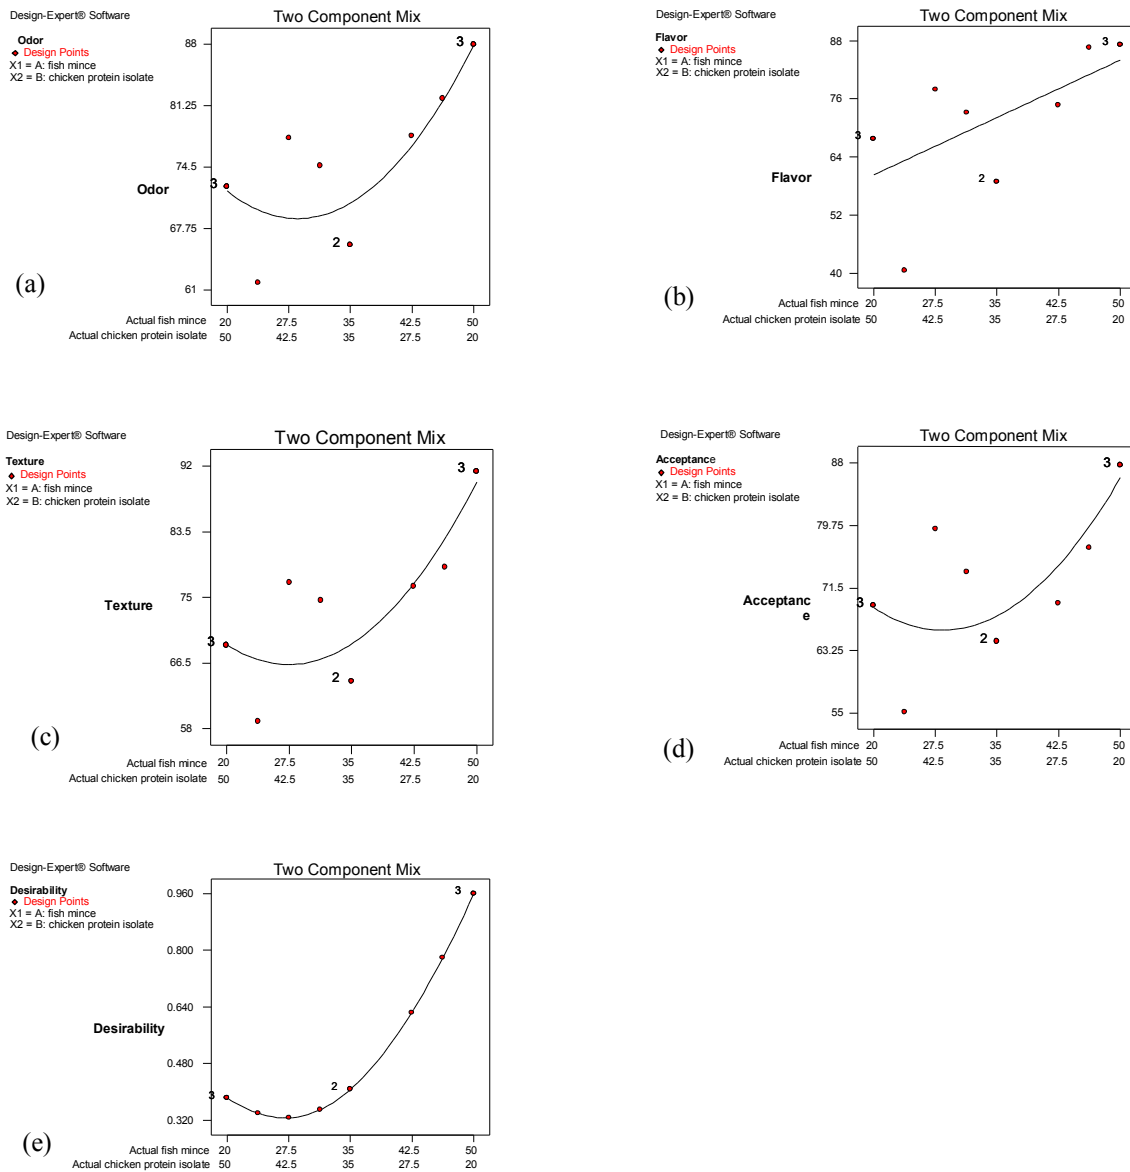 Design-Expert® Software
Two Component Mix
Odor
Design Points
X1 = A: fish mince
X2 = B: chicken protein isolate
88
81.25
74.5
67.75
61
Odor
3
3
2
(a)
Actual fish mince 20 27.5 35 42.5 50
Actual chicken protein isolate 50 42.5 35 27.5 20
Design-Expert® Software
Two Component Mix
Flavor
Design Points
X1 = A: fish mince
X2 = B: chicken protein isolate
88
76
64
52
40
Flavor
3
3
2
(b)
Actual fish mince 20 27.5 35 42.5 50
Actual chicken protein isolate 50 42.5 35 27.5 20
Design-Expert® Software
Two Component Mix
Texture
Design Points
X1 = A: fish mince
X2 = B: chicken protein isolate
92
83.5
75
66.5
58
Texture
3
3
2
(c)
Actual fish mince 20 27.5 35 42.5 50
Actual chicken protein isolate 50 42.5 35 27.5 20
Design-Expert® Software
Two Component Mix
Acceptance
Design Points
X1 = A: fish mince
X2 = B: chicken protein isolate
88
79.75
71.5
63.25
55
Acceptanc
e
3
3
2
(d)
Actual fish mince 20 27.5 35 42.5 50
Actual chicken protein isolate 50 42.5 35 27.5 20
Design-Expert® Software
Two Component Mix
Desirability
Design Points
X1 = A: fish mince
X2 = B: chicken protein isolate
0.960
0.800
0.640
0.480
0.320
Desirability
3
3
2
(e)
Actual fish mince 20 27.5 35 42.5 50
Actual chicken protein isolate 50 42.5 35 27.5 20